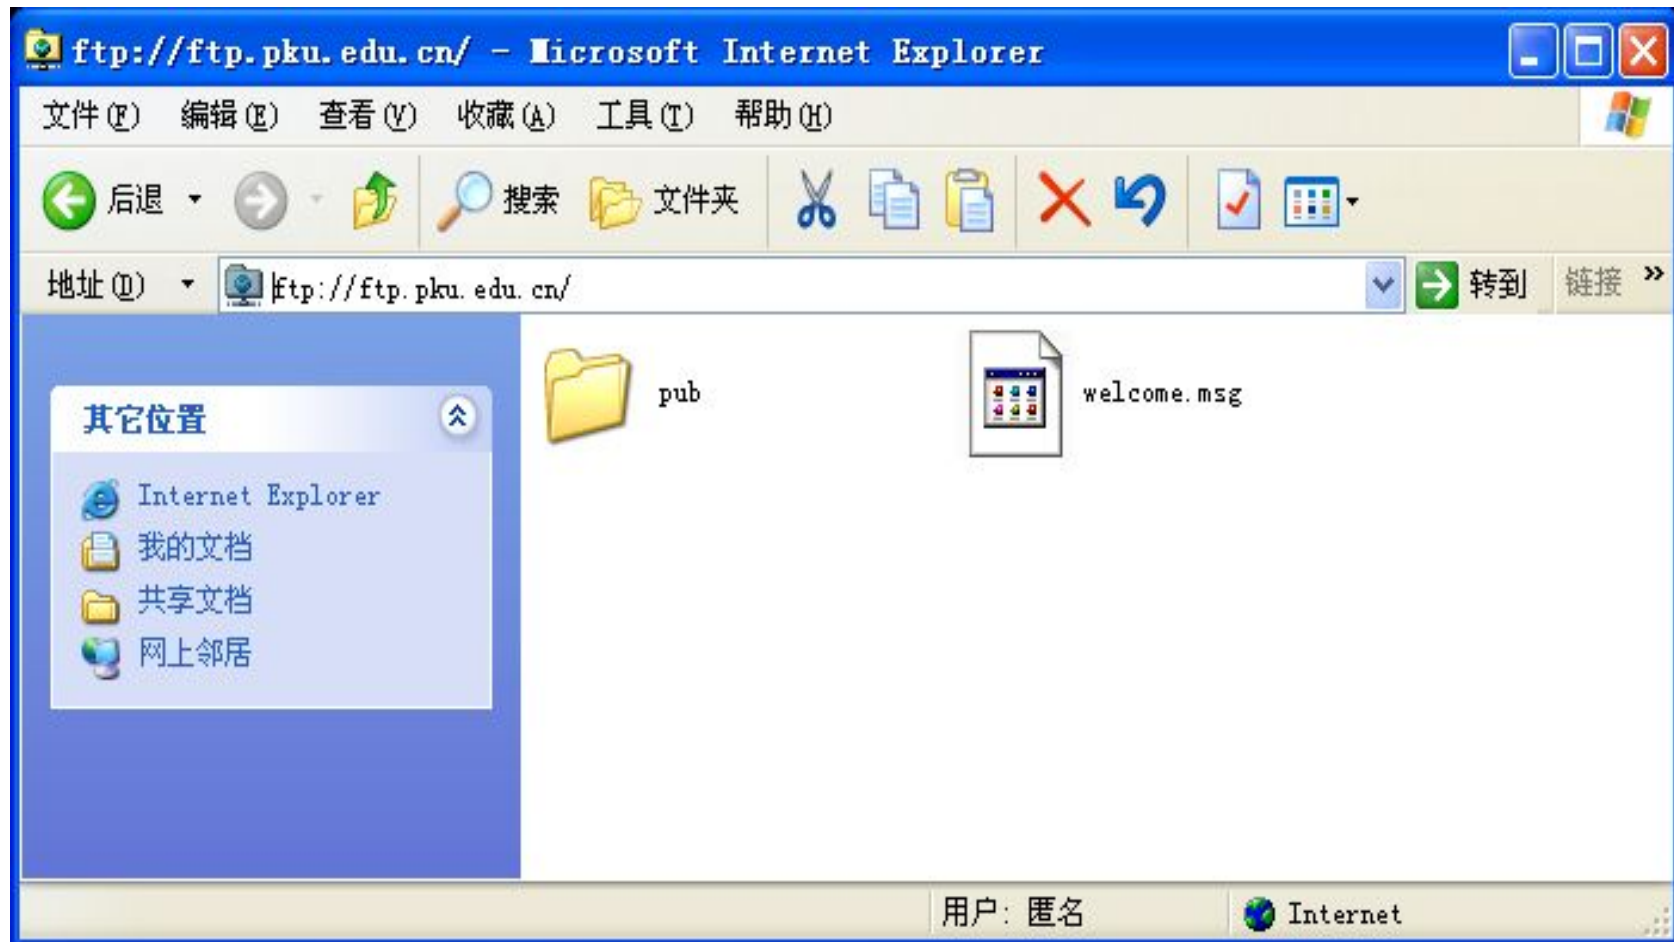 ftp://ftp.pku.edu.cn/ - Microsoft Internet Explorer
文件(F) 编辑(E) 查看(V) 收藏(A) 工具(T) 帮助(H)
后退 搜索 文件夹
地址(D) ftp://ftp.pku.edu.cn/ 转到 链接 »
其它位置
Internet Explorer
我的文档
共享文档
网上邻居
pub
welcome.msg
用户: 匿名 Internet